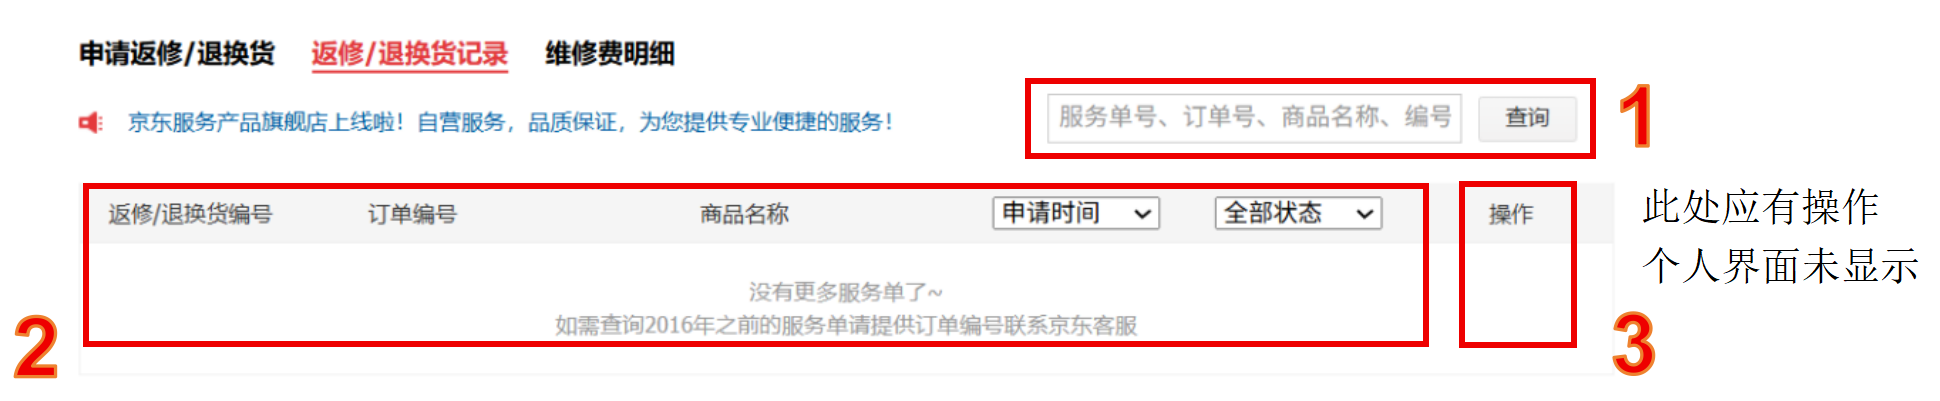 申请返修/退换货 返修/退换货记录 维修费明细
京东服务产品旗舰店上线啦！自营服务，品质保证，为您提供专业便捷的服务！
服务单号、订单号、商品名称、编号 查询
1
返修/退换货编号 订单编号 商品名称 申请时间 全部状态 操作
此处应有操作
个人界面未显示
没有更多服务单了~
如需查询2016年之前的服务单请提供订单编号联系京东客服
2
3